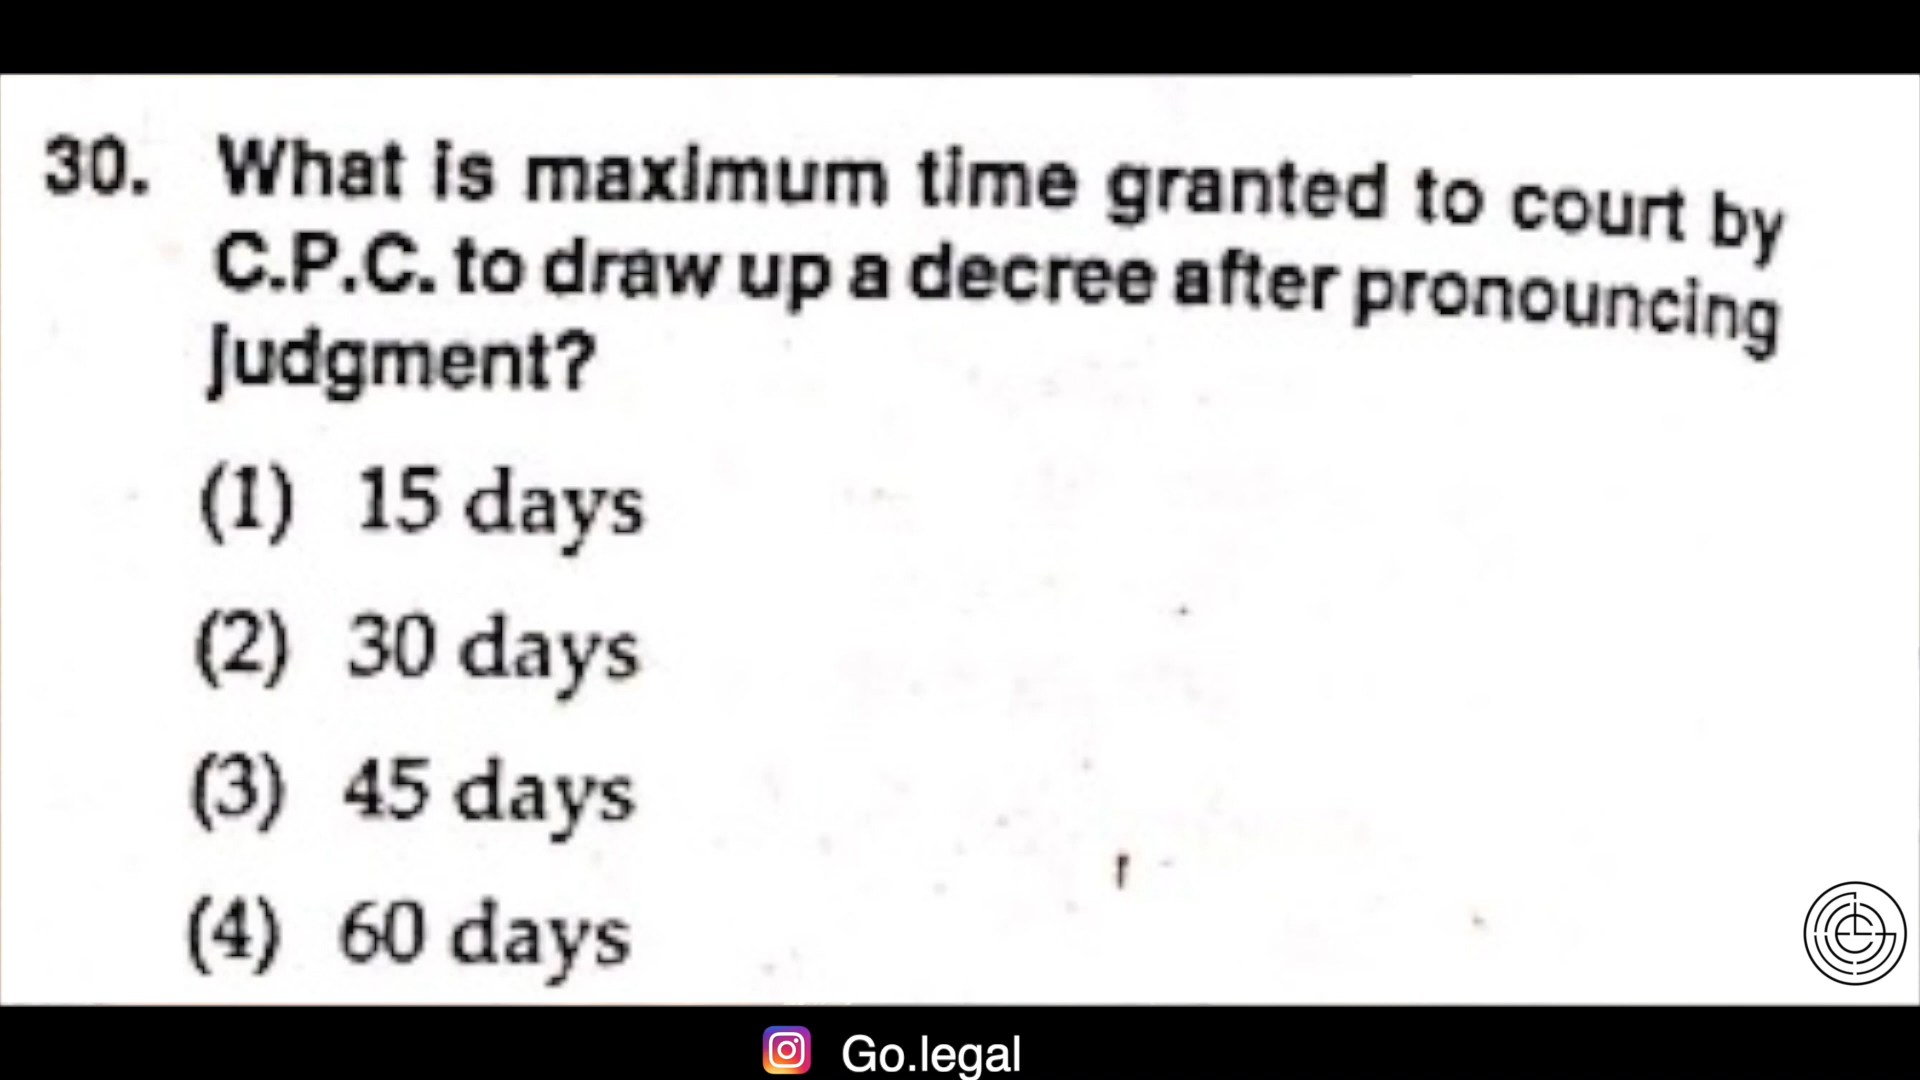 30. What is maximum time granted to court by
C.P.C. to draw up a decree after pronouncing
judgment?
(1) 15 days
(2) 30 days
(3) 45 days
(4) 60 days
Go.legal